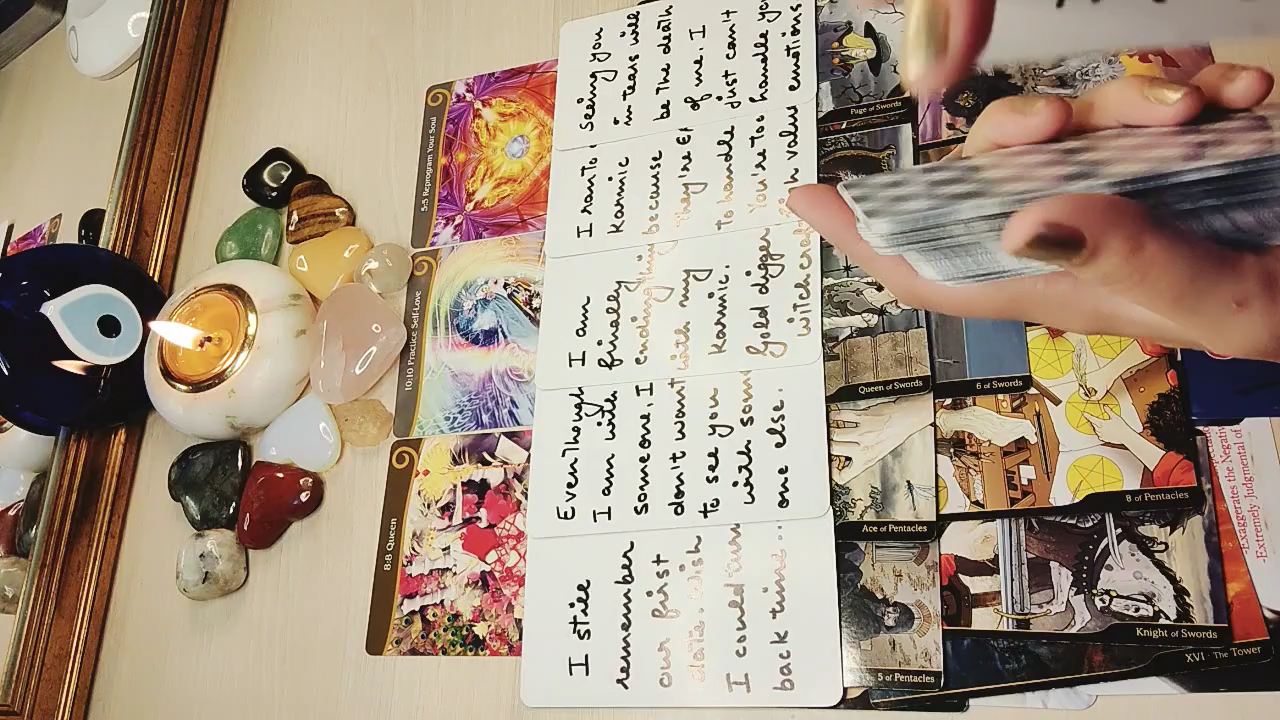 8:8 Queen
10:10 Practice Self-Love
5:5 Reprogram Your Soul
I still
remember
our first
date. I wish
I could turn
back time...
Eventhough
I am with
someone. I
don't want
to see you
with some
one else.
I am
finally
ending thin
with my
Karmic.
Gold digger
witchcraft
I ran to
Karmic
because
They're
to handle
You're too
value
Seeing you
in tears will
be The death
of me. I
just can't
handle you
emotions
5 of Pentacles
Ace of Pentacles
Queen of Swords
Page of Swords
Knight of Swords
8 of Pentacles
6 of Swords
XVI - The Tower
-Exaggerates the Negativ
-Extremely Judgmental of